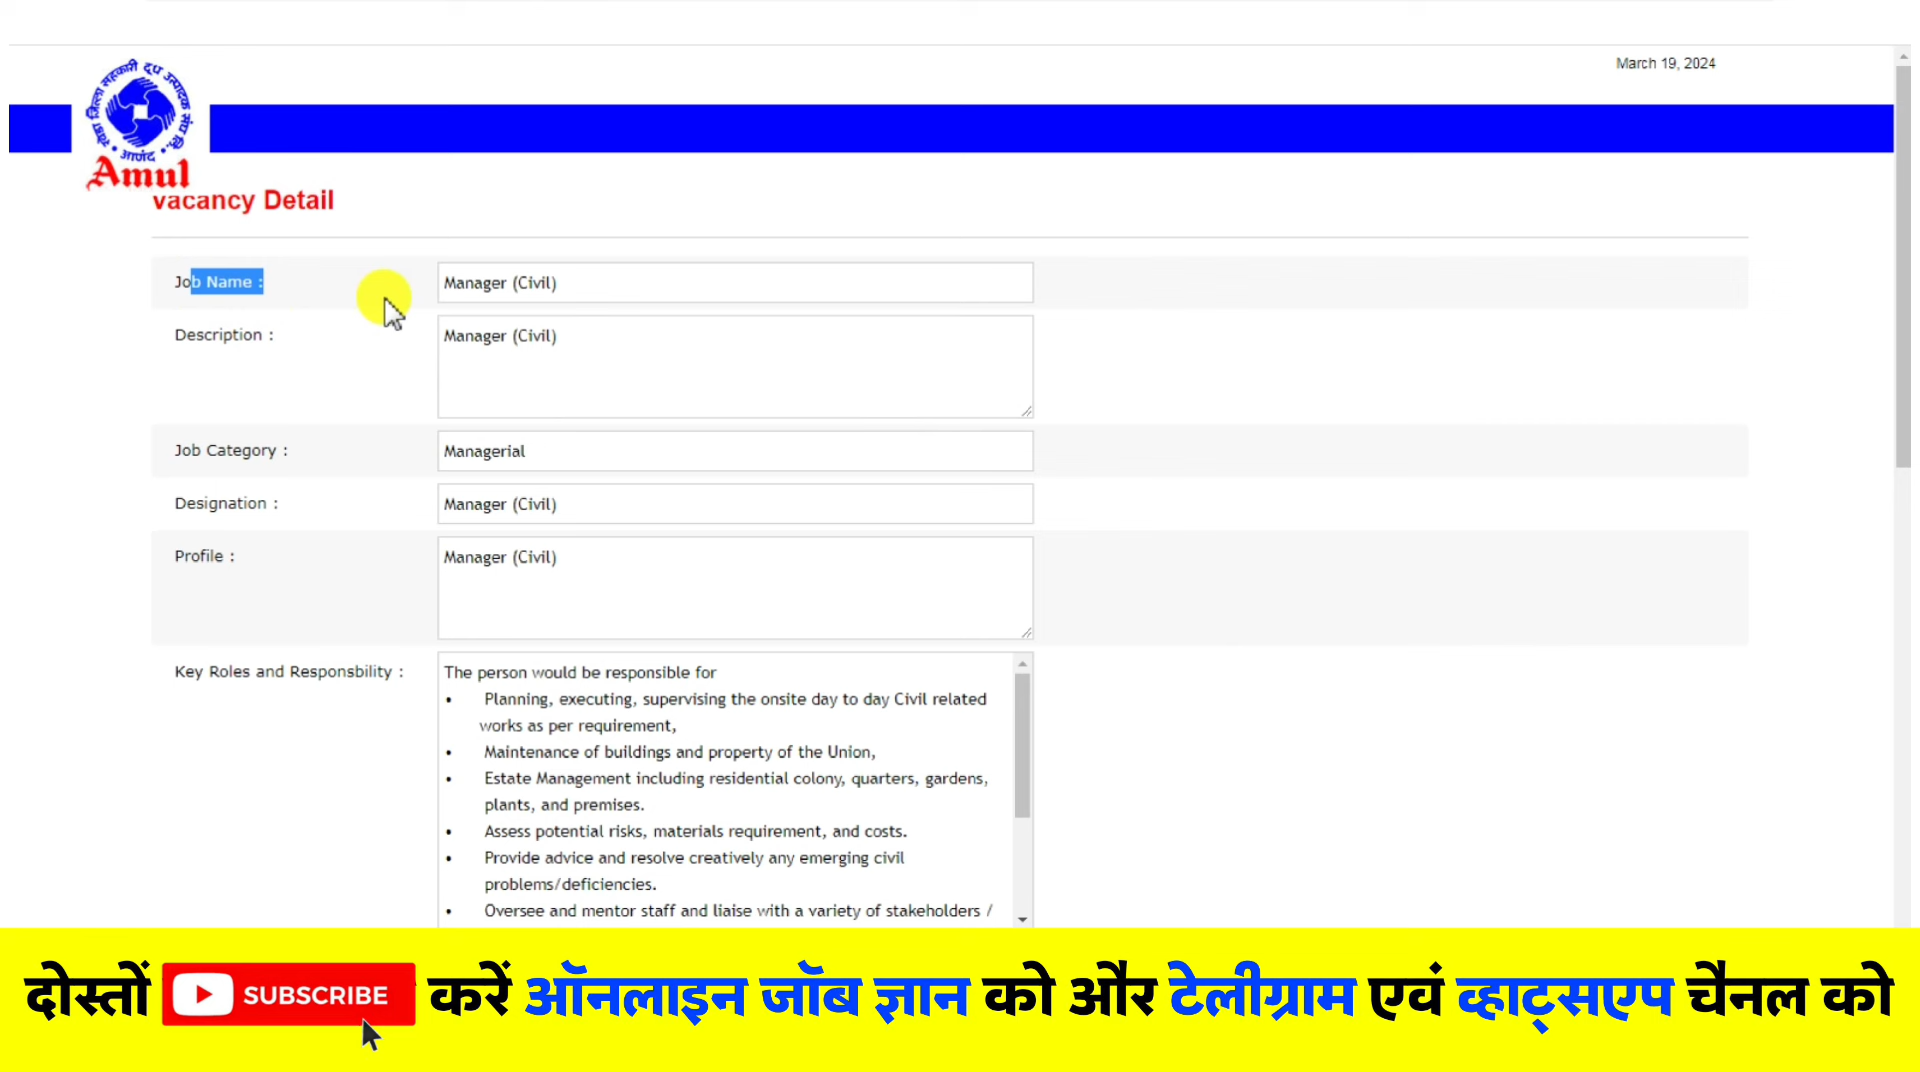 March 19, 2024
खेडा जिला सहकारी दूध उत्पादक संघ लि.
आणंद
Amul
Vacancy Detail
Job Name :
Manager (Civil)
Description :
Manager (Civil)
Job Category :
Managerial
Designation :
Manager (Civil)
Profile :
Manager (Civil)
Key Roles and Responsbility :
The person would be responsible for
• Planning, executing, supervising the onsite day to day Civil related
works as per requirement,
• Maintenance of buildings and property of the Union,
• Estate Management including residential colony, quarters, gardens,
plants, and premises.
• Assess potential risks, materials requirement, and costs.
• Provide advice and resolve creatively any emerging civil
problems/deficiencies.
• Oversee and mentor staff and liaise with a variety of stakeholders /
दोस्तों SUBSCRIBE करें ऑनलाइन जॉब ज्ञान को और टेलीग्राम एवं व्हाट्सएप चैनल को